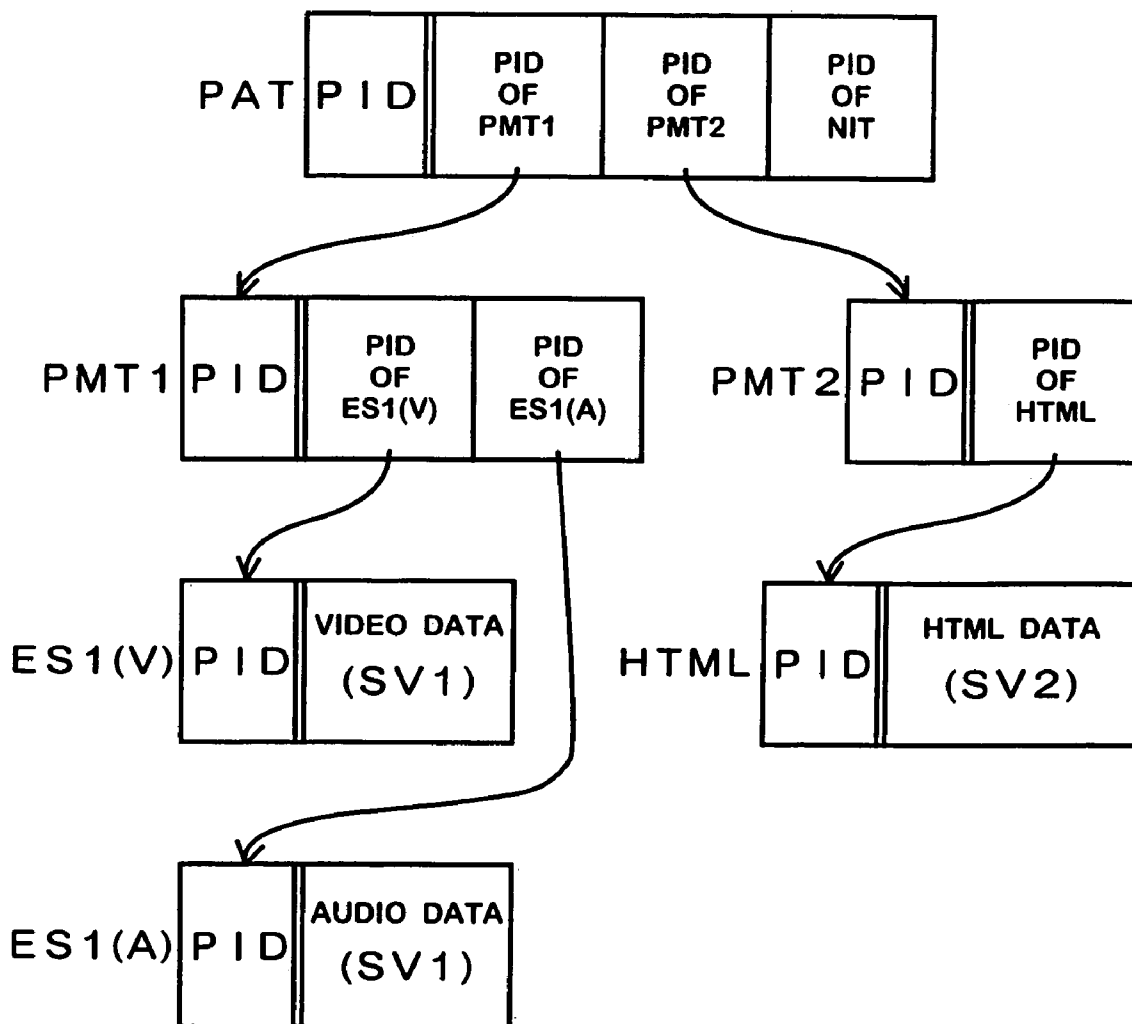 PAT PID
PID
OF
PMT1
PID
OF
PMT2
PID
OF
NIT
PMT1 PID
PID
OF
ES1(V)
PID
OF
ES1(A)
PMT2 PID
PID
OF
HTML
ES1(V) PID
VIDEO DATA
(SV1)
HTML PID
HTML DATA
(SV2)
ES1(A) PID
AUDIO DATA
(SV1)